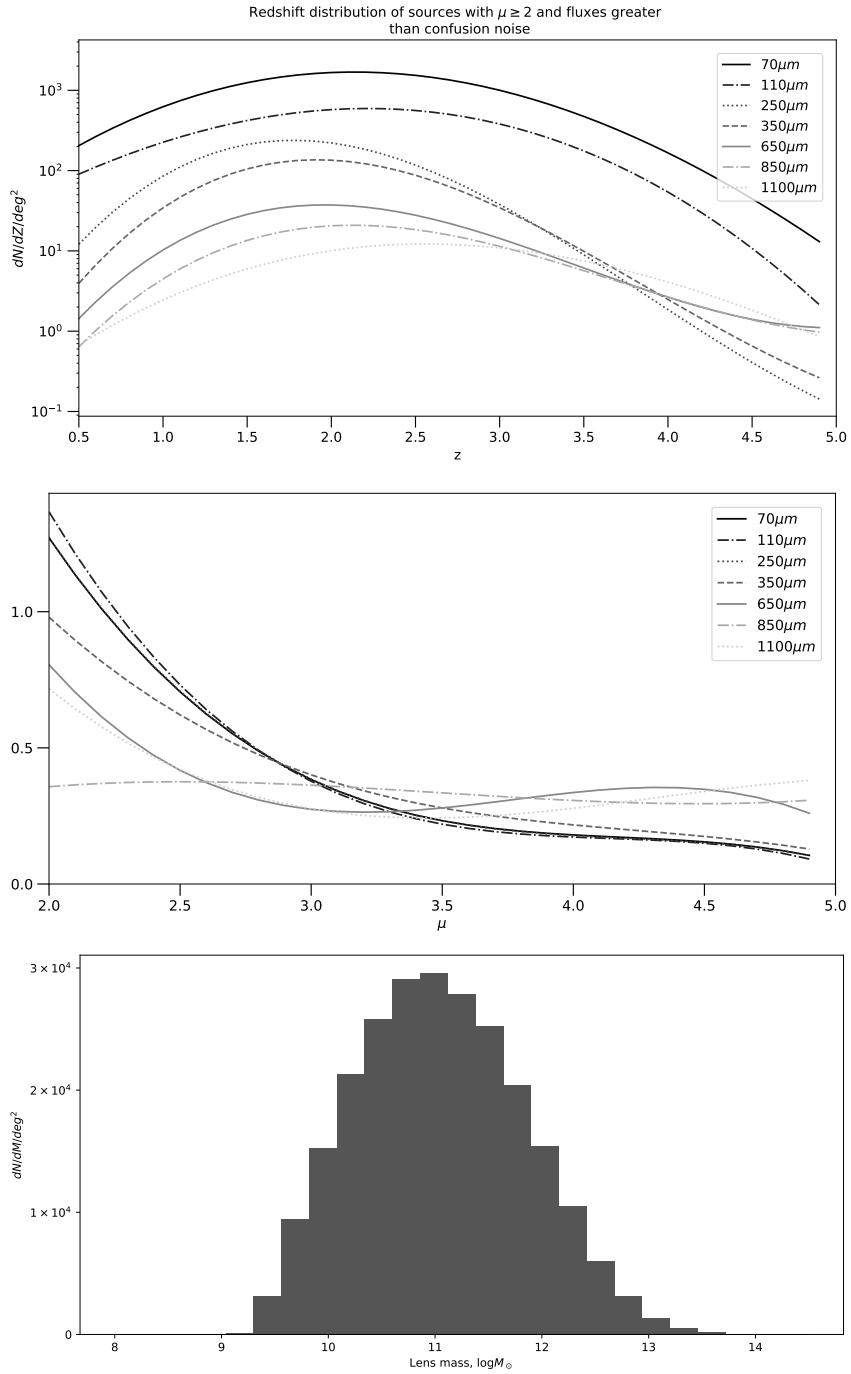 Redshift distribution of sources with μ ≥ 2 and fluxes greater
than confusion noise
dN/dZ/deg²
10³
10²
10¹
10⁰
10⁻¹
70μm
110μm
250μm
350μm
650μm
850μm
1100μm
0.5 1.0 1.5 2.0 2.5 3.0 3.5 4.0 4.5 5.0
z
1.0
0.5
0.0
70μm
110μm
250μm
350μm
650μm
850μm
1100μm
2.0 2.5 3.0 3.5 4.0 4.5 5.0
μ
dN/dM/deg²
3 × 10⁴
2 × 10⁴
1 × 10⁴
0
8 9 10 11 12 13 14
Lens mass, logM☉